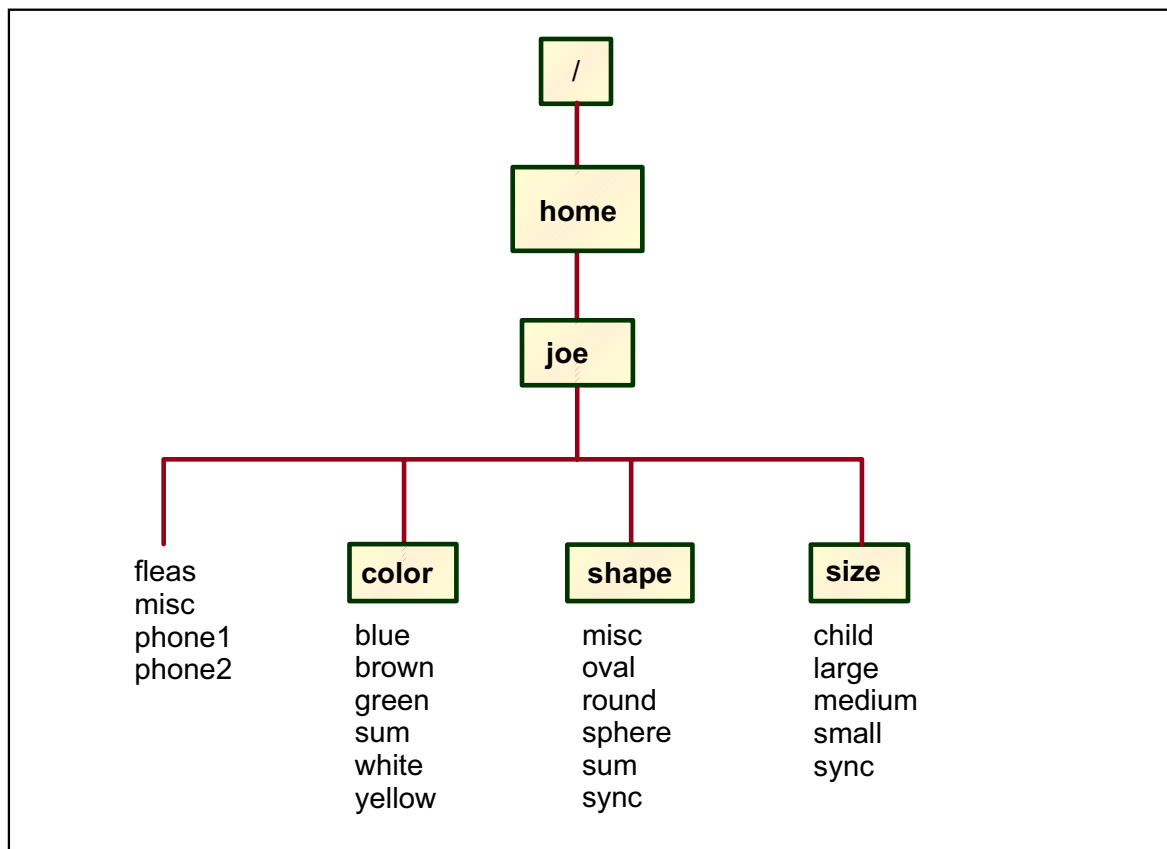 /
home
joe
fleas
misc
phone1
phone2
color
blue
brown
green
sum
white
yellow
shape
misc
oval
round
sphere
sum
sync
size
child
large
medium
small
sync